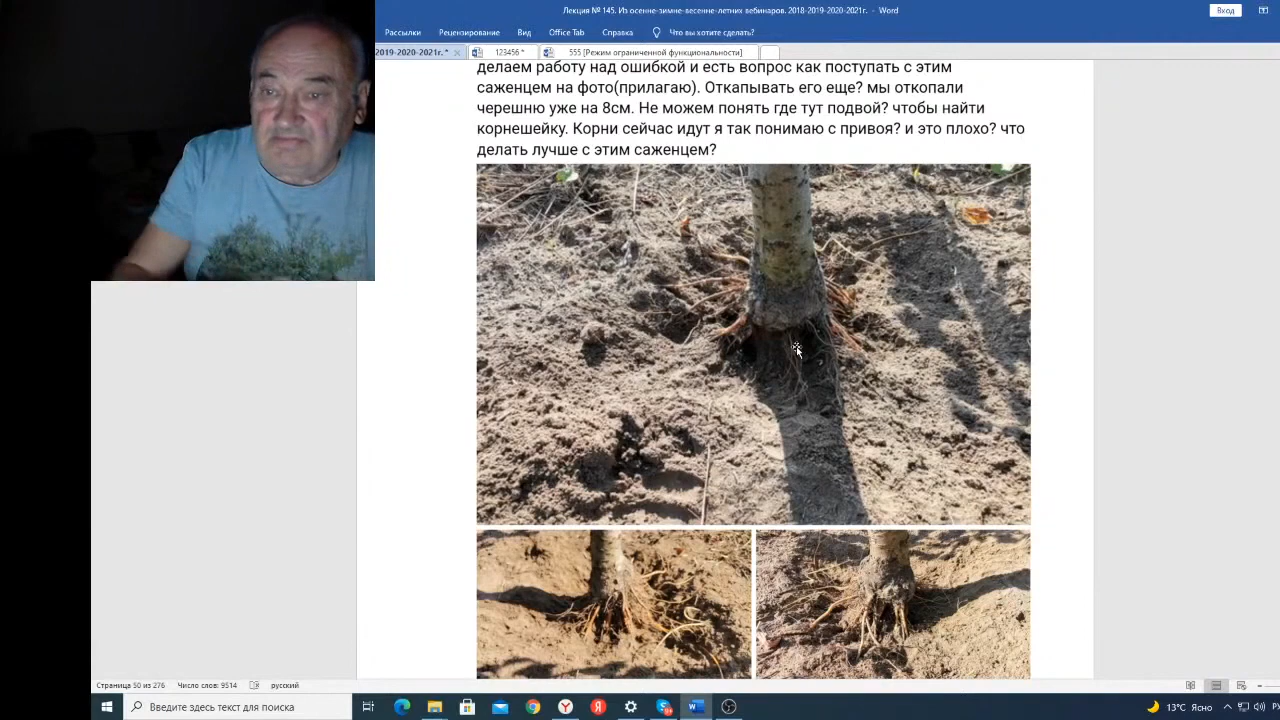 Лекция № 145. Из осенне-зимне-весенне-летних вебинаров. 2018-2019-2020-2021г. - Word
Вход
Рассылки Рецензирование Вид Office Tab Справка Что вы хотите сделать?
2019-2020-2021г. * 123456 * 555 [Режим ограниченной функциональности]
делаем работу над ошибкой и есть вопрос как поступать с этим
саженцем на фото(прилагаю). Откапывать его еще? мы откопали
черешню уже на 8см. Не можем понять где тут подвой? чтобы найти
корнешейку. Корни сейчас идут я так понимаю с привоя? и это плохо? что
делать лучше с этим саженцем?
Страница 50 из 276 Число слов: 9514 русский
Введите здесь текст для поиска
13°C Ясно